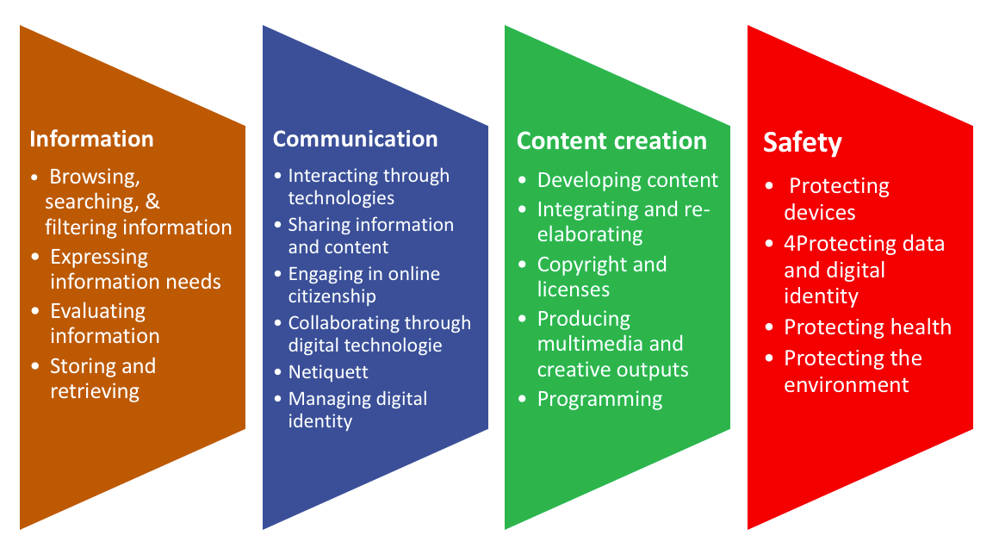 Information
• Browsing,
searching, &
filtering information
• Expressing
information needs
• Evaluating
information
• Storing and
retrieving
Communication
• Interacting through
technologies
• Sharing information
and content
• Engaging in online
citizenship
• Collaborating through
digital technologie
• Netiquett
• Managing digital
identity
Content creation
• Developing content
• Integrating and re-
elaborating
• Copyright and
licenses
• Producing
multimedia and
creative outputs
• Programming
Safety
• Protecting
devices
• 4Protecting data
and digital
identity
• Protecting health
• Protecting the
environment